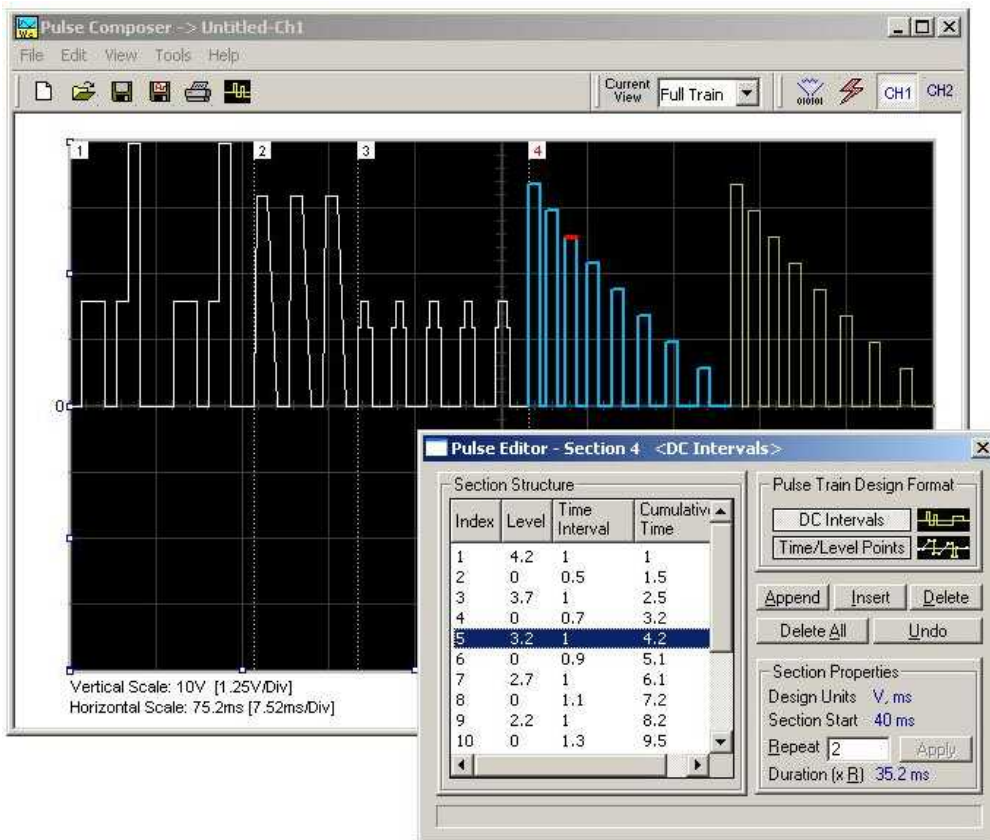 Pulse Composer -> Untitled-Ch1
File Edit View Tools Help
Current View Full Train
010101
CH1 CH2
1 2 3 4
0
Vertical Scale: 10V [1.25V/Div]
Horizontal Scale: 75.2ms [7.52ms/Div]
Pulse Editor - Section 4 <DC Intervals>
Section Structure
Index Level Time Interval Cumulative Time
1 4.2 1 1
2 0 0.5 1.5
3 3.7 1 2.5
4 0 0.7 3.2
5 3.2 1 4.2
6 0 0.9 5.1
7 2.7 1 6.1
8 0 1.1 7.2
9 2.2 1 8.2
10 0 1.3 9.5
Pulse Train Design Format
DC Intervals
Time/Level Points
Append Insert Delete
Delete All Undo
Section Properties
Design Units V, ms
Section Start 40 ms
Repeat 2 Apply
Duration (x R) 35.2 ms